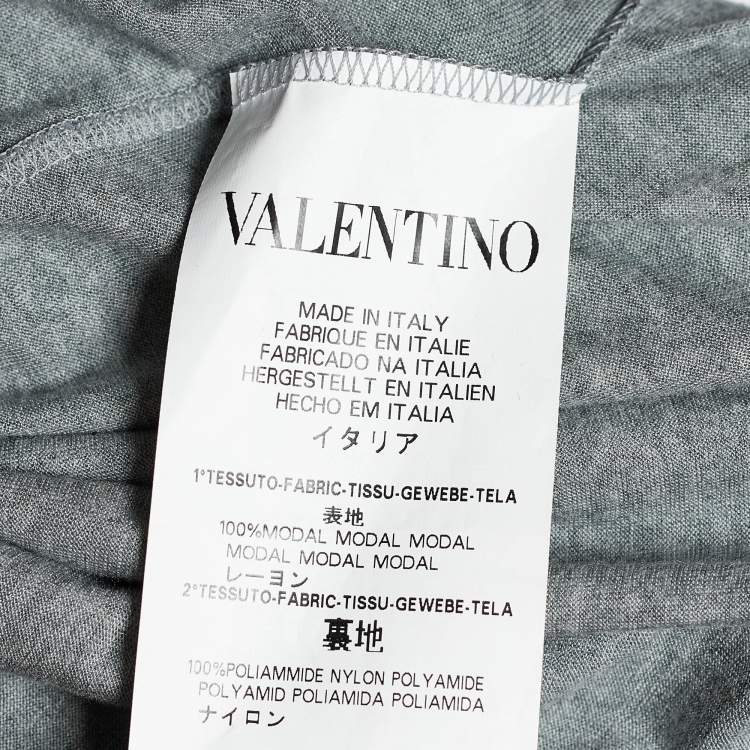 VALENTINO
MADE IN ITALY
FABRIQUE EN ITALIE
FABRICADO NA ITALIA
HERGESTELLT EN ITALIEN
HECHO EM ITALIA
イタリア
1°TESSUTO-FABRIC-TISSU-GEWEBE-TELA
表地
100%MODAL MODAL MODAL
MODAL MODAL MODAL
レーヨン
2°TESSUTO-FABRIC-TISSU-GEWEBE-TELA
裏地
100%POLIAMMIDE NYLON POLYAMIDE
POLYAMID POLIAMIDA POLIAMIDA
ナイロン